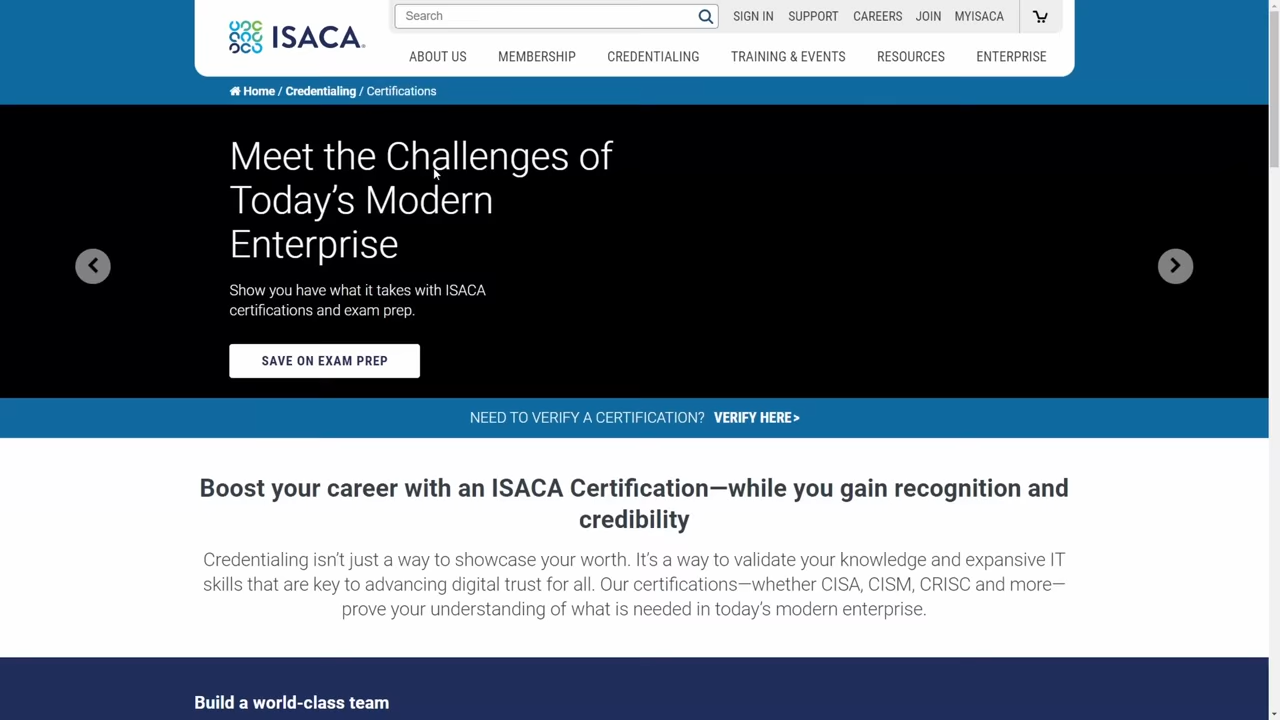 Search
SIGN IN SUPPORT CAREERS JOIN MYISACA
ISACA.
ABOUT US MEMBERSHIP CREDENTIALING TRAINING & EVENTS RESOURCES ENTERPRISE
Home / Credentialing / Certifications
Meet the Challenges of
Today’s Modern
Enterprise
Show you have what it takes with ISACA
certifications and exam prep.
SAVE ON EXAM PREP
NEED TO VERIFY A CERTIFICATION? VERIFY HERE>
Boost your career with an ISACA Certification—while you gain recognition and
credibility
Credentialing isn’t just a way to showcase your worth. It’s a way to validate your knowledge and expansive IT
skills that are key to advancing digital trust for all. Our certifications—whether CISA, CISM, CRISC and more—
prove your understanding of what is needed in today’s modern enterprise.
Build a world-class team